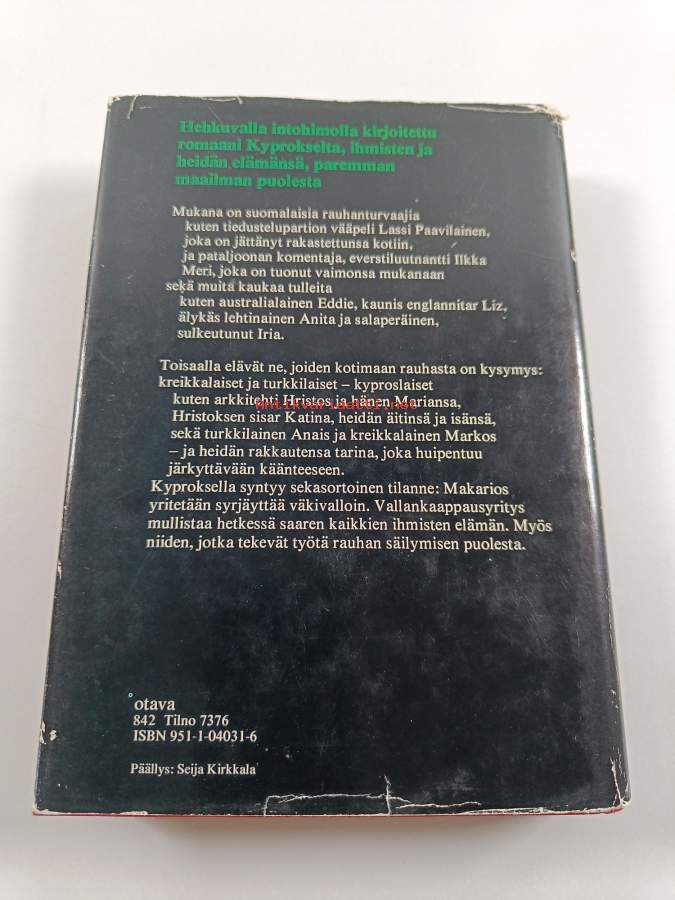 Hehkuvalla intohimolla kirjoitettu
romaani Kyprokselta, ihmisten ja
heidän elämänsä, paremman
maailman puolesta
Mukana on suomalaisia rauhanturvaajia
kuten tiedustelupartion vääpeli Lassi Paavilainen,
joka on jättänyt rakastettunsa kotiin,
ja pataljoonan komentaja, everstiluutnantti Ilkka
Meri, joka on tuonut vaimonsa mukanaan
sekä muita kaukaa tulleita
kuten australialainen Eddie, kaunis englannitar Liz,
älykäs lehtinainen Anita ja salaperäinen,
sulkeutunut Iria.
Toisaalla elävät ne, joiden kotimaan rauhasta on kysymys:
kreikkalaiset ja turkkilaiset – kyproslaiset
kuten arkkitehti Hristos ja hänen Mariansa,
antikvariaatti.net
Hristoksen sisar Katina, heidän äitinsä ja isänsä,
sekä turkkilainen Anais ja kreikkalainen Markos
– ja heidän rakkautensa tarina, joka huipentuu
järkyttävään käänteeseen.
Kyproksella syntyy sekasortoinen tilanne: Makarios
yritetään syrjäyttää väkivalloin. Vallankaappausyritys
mullistaa hetkessä saaren kaikkien ihmisten elämän. Myös
niiden, jotka tekevät työtä rauhan säilymisen puolesta.
otava
842 Tilno 7376
ISBN 951-1-04031-6
Päällys: Seija Kirkkala